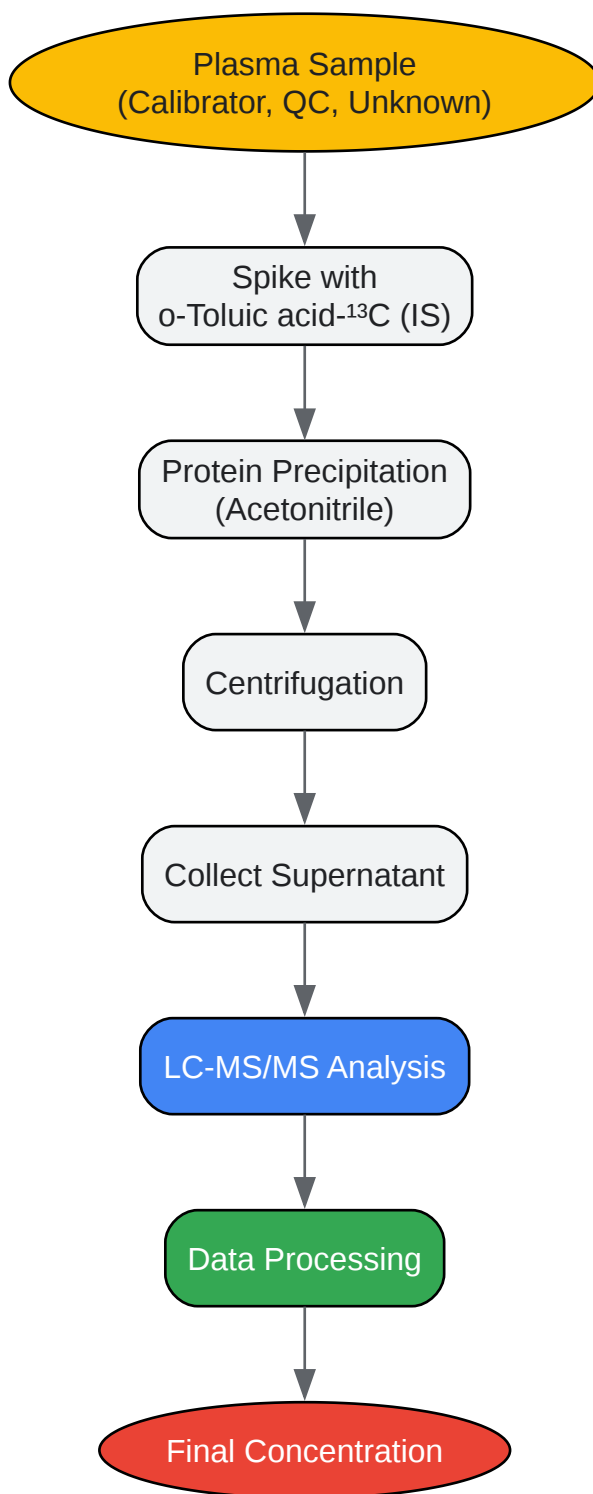 Plasma Sample
(Calibrator, QC, Unknown)
Spike with
o-Toluic acid-¹³C (IS)
Protein Precipitation
(Acetonitrile)
Centrifugation
Collect Supernatant
LC-MS/MS Analysis
Data Processing
Final Concentration